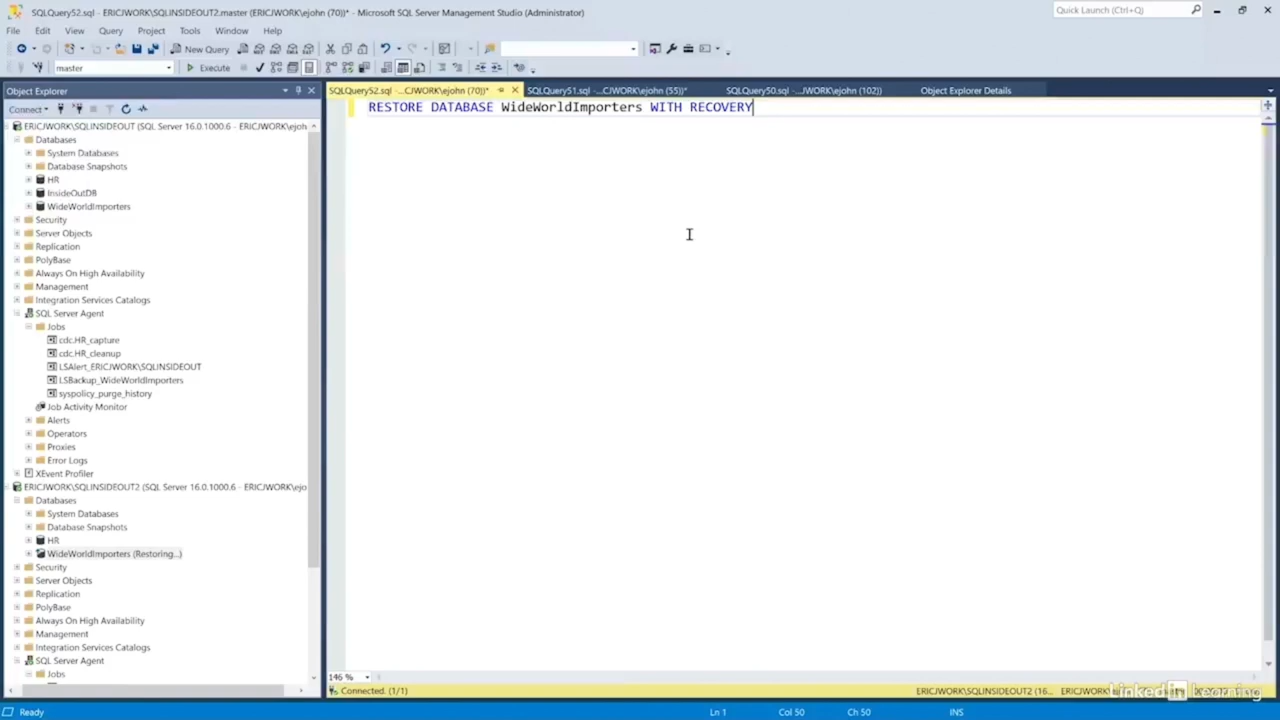 SQLQuery52.sql - ERICJWORK\SQLINSIDEOUT2.master (ERICJWORK\ejohn (70))* - Microsoft SQL Server Management Studio (Administrator)
Quick Launch (Ctrl+Q)
File Edit View Query Project Tools Window Help
New Query
master
Execute
Object Explorer
SQLQuery52.sql -...CJWORK\ejohn (70))*
SQLQuery51.sql -...CJWORK\ejohn (55))*
SQLQuery50.sql -...JWORK\ejohn (102))
Object Explorer Details
Connect
RESTORE DATABASE WideWorldImporters WITH RECOVERY
ERICJWORK\SQLINSIDEOUT (SQL Server 16.0.1000.6 - ERICJWORK\ejoh
Databases
System Databases
Database Snapshots
HR
InsideOutDB
WideWorldImporters
Security
Server Objects
Replication
PolyBase
Always On High Availability
Management
Integration Services Catalogs
SQL Server Agent
Jobs
cdc.HR_capture
cdc.HR_cleanup
LSAlert_ERICJWORK\SQLINSIDEOUT
LSBackup_WideWorldImporters
syspolicy_purge_history
Job Activity Monitor
Alerts
Operators
Proxies
Error Logs
XEvent Profiler
ERICJWORK\SQLINSIDEOUT2 (SQL Server 16.0.1000.6 - ERICJWORK\ejo
Databases
System Databases
Database Snapshots
HR
WideWorldImporters (Restoring...)
Security
Server Objects
Replication
PolyBase
Always On High Availability
Management
Integration Services Catalogs
SQL Server Agent
Jobs
146 %
Connected. (1/1)
ERICJWORK\SQLINSIDEOUT2 (16...
LinkedIn Learning
Ready
Ln 1
Col 50
Ch 50
INS